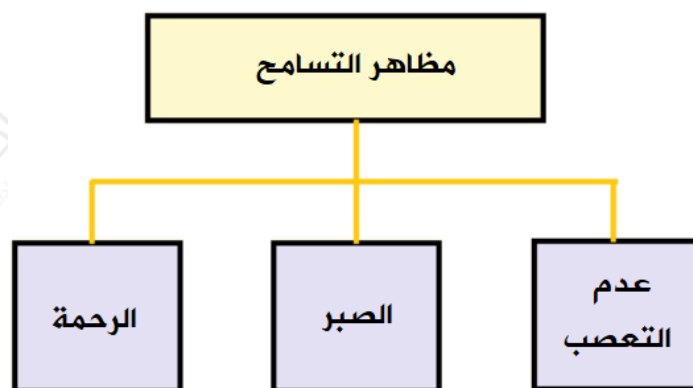 مظاهر التسامح
عدم
التعصب
الصبر
الرحمة